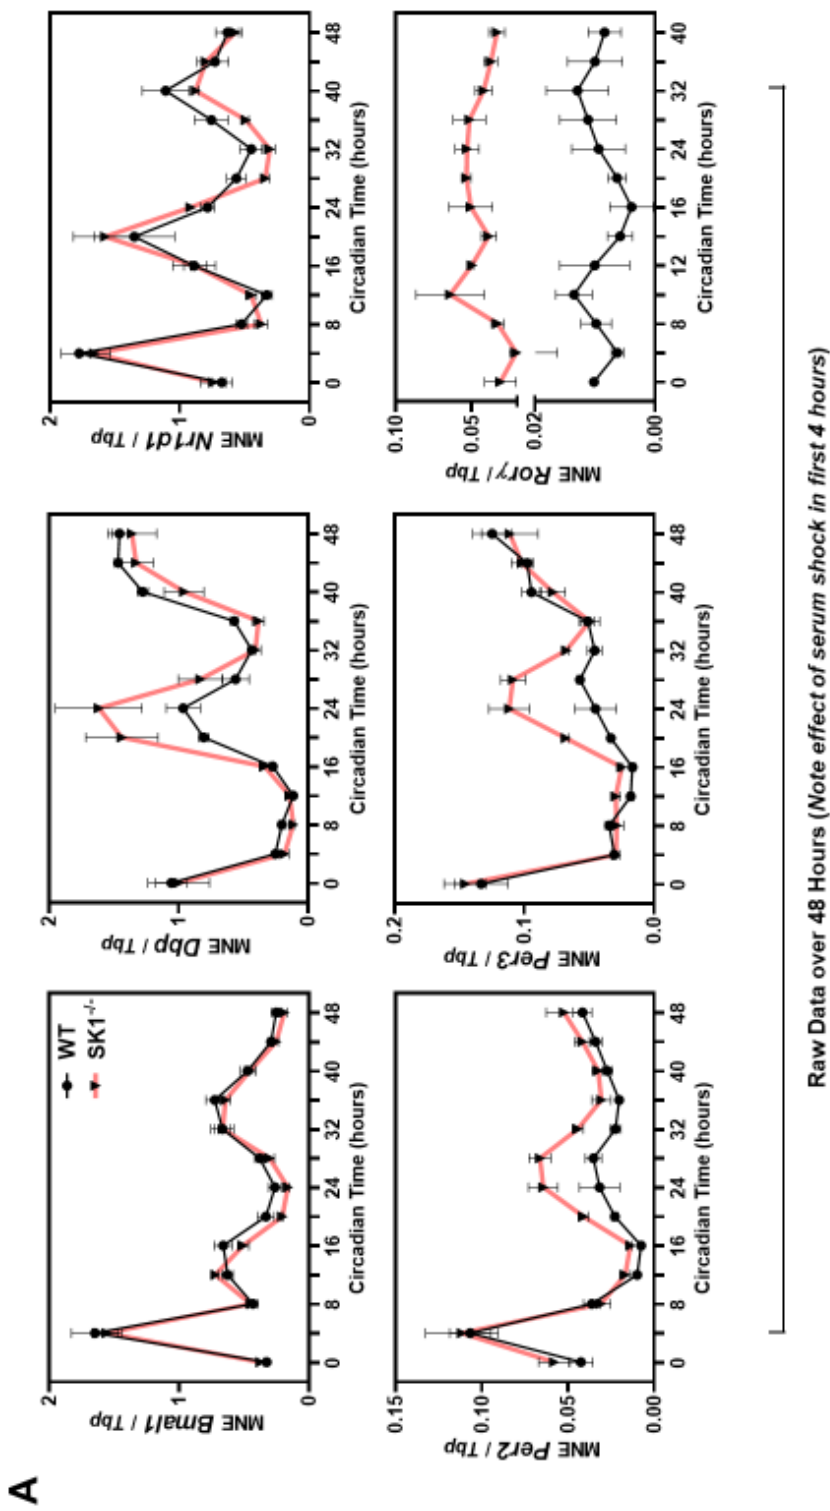 A
MNE Bmal1 / Tbp
2
1
0
WT
SK1-/-
0 8 16 24 32 40 48
Circadian Time (hours)
MNE Dbp / Tbp
2
1
0
0 8 16 24 32 40 48
Circadian Time (hours)
MNE Nr1d1 / Tbp
2
1
0
0 8 16 24 32 40 48
Circadian Time (hours)
MNE Per2 / Tbp
0.15
0.10
0.05
0.00
0 8 16 24 32 40 48
Circadian Time (hours)
MNE Per3 / Tbp
0.2
0.1
0.0
0 8 16 24 32 40 48
Circadian Time (hours)
MNE Rorγ / Tbp
0.10
0.05
0.02
0.00
0 8 12 16 24 32 40
Circadian Time (hours)
Raw Data over 48 Hours (Note effect of serum shock in first 4 hours)